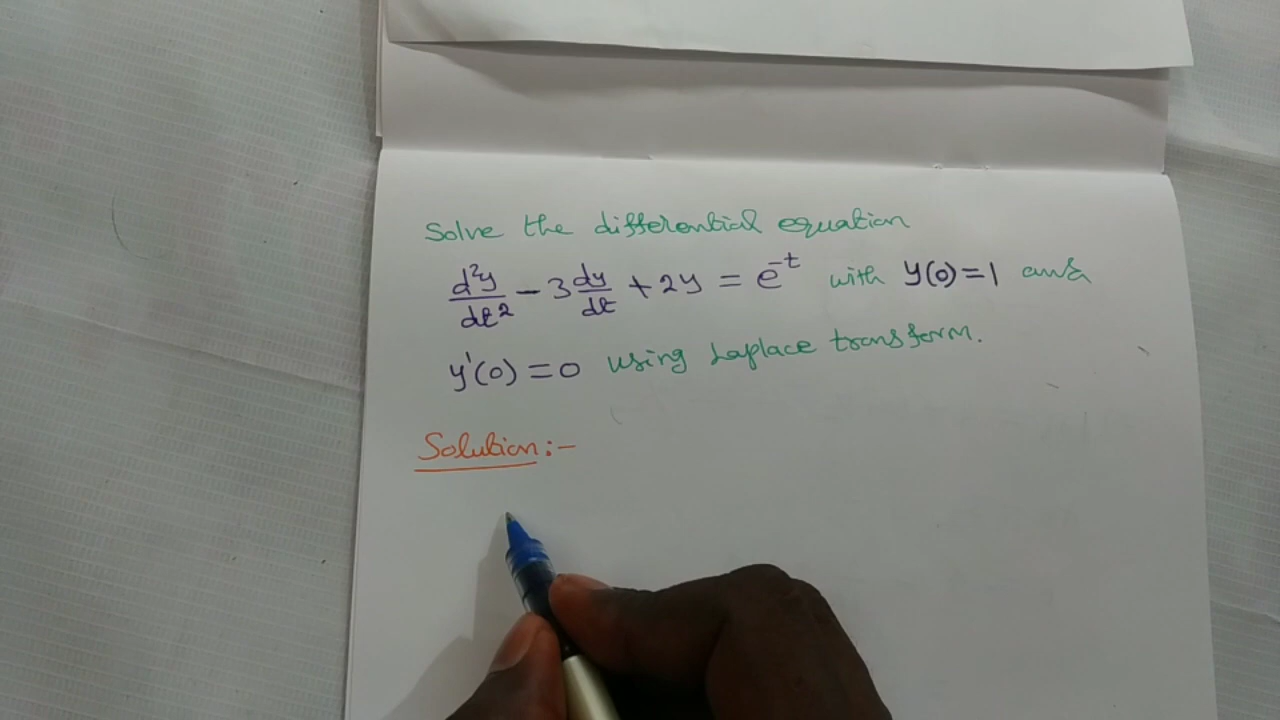 Solve the differential equation
d²y/dt² - 3 dy/dt + 2y = e^-t with y(0)=1 and
y'(0)=0 using Laplace transform.
Solution:-